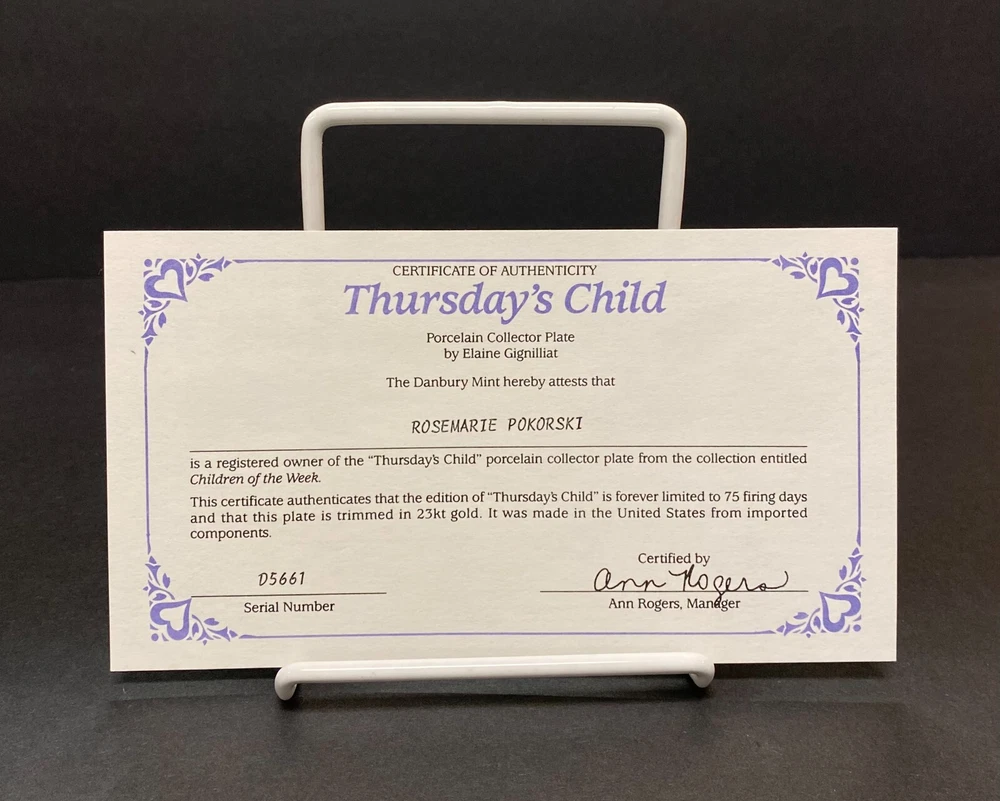 CERTIFICATE OF AUTHENTICITY
Thursday's Child
Porcelain Collector Plate
by Elaine Gignilliat
The Danbury Mint hereby attests that
ROSEMARIE POKORSKI
is a registered owner of the “Thursday's Child” porcelain collector plate from the collection entitled
Children of the Week.
This certificate authenticates that the edition of “Thursday's Child” is forever limited to 75 firing days
and that this plate is trimmed in 23kt gold. It was made in the United States from imported
components.
D5661
Serial Number
Certified by
Ann Rogers
Ann Rogers, Manager